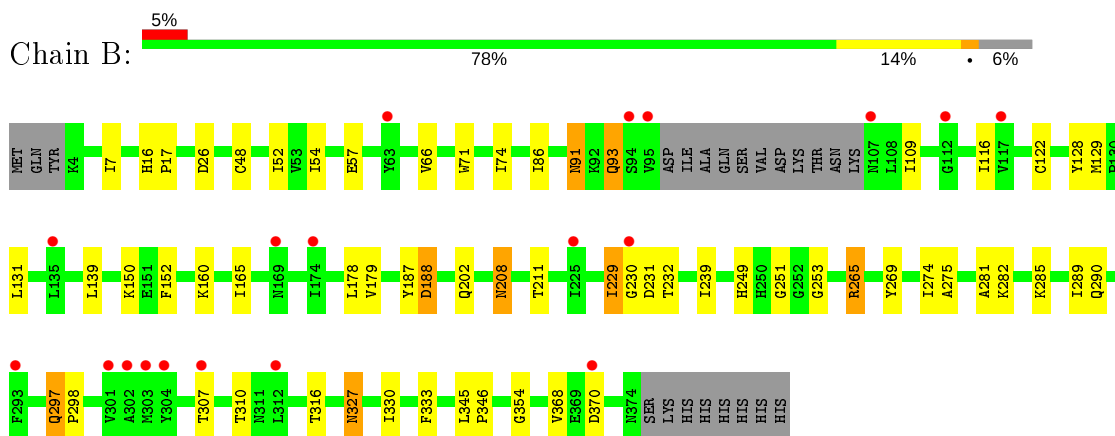 5%
Chain B:
78% 14% • 6%
MET GLN TYR K4 I7 H16 P17 D26 C48 I52 V53 I54 E57 Y63 V66 W71 I74 I86 N91 K92 Q93 S94 V95 ASP ILE ALA GLN SER VAL ASP LYS THR ASN LYS N107 L108 I109 G112 I116 V117 C122 Y128 M129 P130
L131 L135 L139 K150 E151 F152 K160 I165 N169 I174 L178 V179 Y187 D188 Q202 N208 T211 I225 I229 G230 D231 T232 I239 H249 H250 G251 G252 G253 R265 Y269 I274 A275 A281 K282 K285 I289 Q290
F293 Q297 P298 V301 A302 M303 Y304 T307 T310 N311 L312 T316 N327 I330 F333 L345 P346 G354 V368 E369 D370 N374 SER LYS HIS HIS HIS HIS HIS HIS